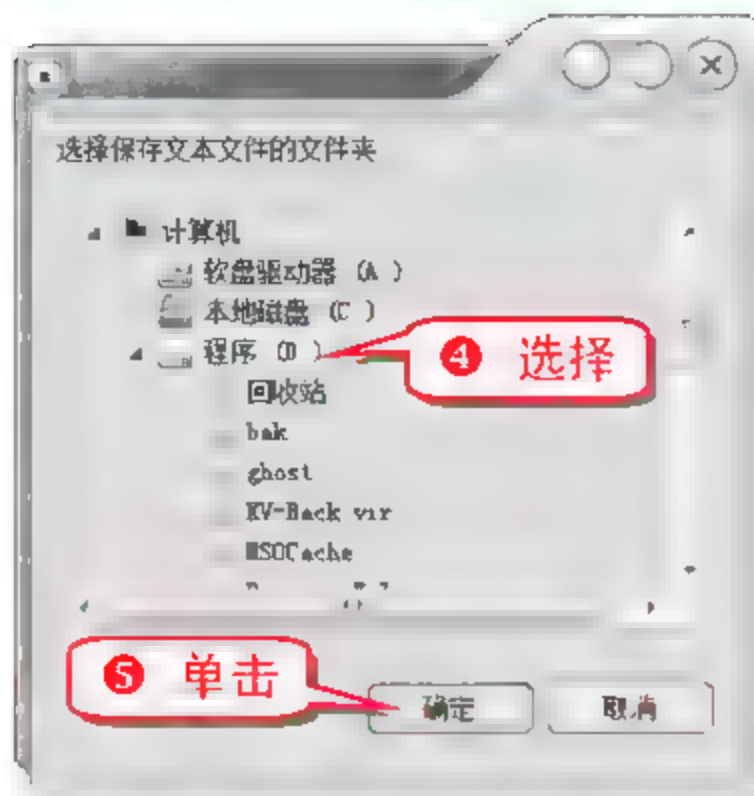 选择保存文本文件的文件夹
计算机
软盘驱动器 (A )
本地磁盘 (C )
程序 (D )
❹ 选择
回收站
bak
ghost
KV-Back vir
MSOCache
❺ 单击
确定
取消